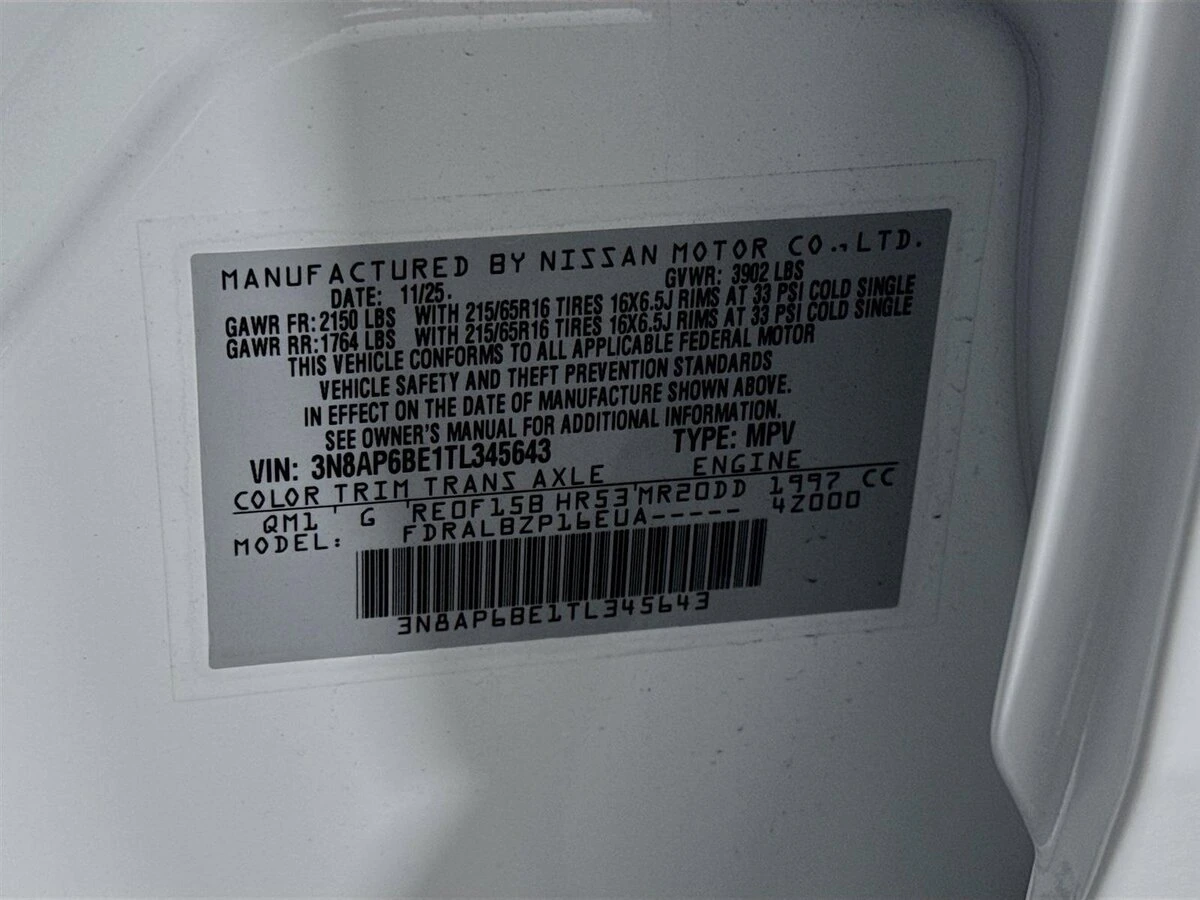 MANUFACTURED BY NISSAN MOTOR CO.,LTD.
DATE: 11/25. GVWR: 3902 LBS
GAWR FR: 2150 LBS WITH 215/65R16 TIRES 16X6.5J RIMS AT 33 PSI COLD SINGLE
GAWR RR: 1764 LBS WITH 215/65R16 TIRES 16X6.5J RIMS AT 33 PSI COLD SINGLE
THIS VEHICLE CONFORMS TO ALL APPLICABLE FEDERAL MOTOR
VEHICLE SAFETY AND THEFT PREVENTION STANDARDS
IN EFFECT ON THE DATE OF MANUFACTURE SHOWN ABOVE.
SEE OWNER'S MANUAL FOR ADDITIONAL INFORMATION.
VIN: 3N8AP6BE1TL345643 TYPE: MPV
COLOR TRIM TRANS AXLE ENGINE
QM1 G RE0F15B HR53 MR20DD 1997 CC
MODEL: FDRALBZP16EUA----- 4Z000
3N8AP6BE1TL345643